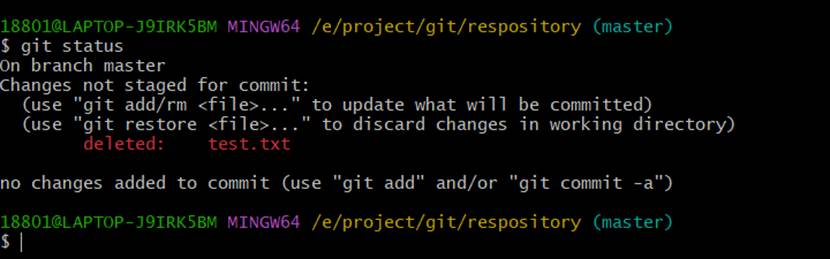 18801@LAPTOP-J9IRK5BM MINGW64 /e/project/git/respository (master)
$ git status
On branch master
Changes not staged for commit:
  (use "git add/rm <file>..." to update what will be committed)
  (use "git restore <file>..." to discard changes in working directory)
        deleted:    test.txt

no changes added to commit (use "git add" and/or "git commit -a")

18801@LAPTOP-J9IRK5BM MINGW64 /e/project/git/respository (master)
$